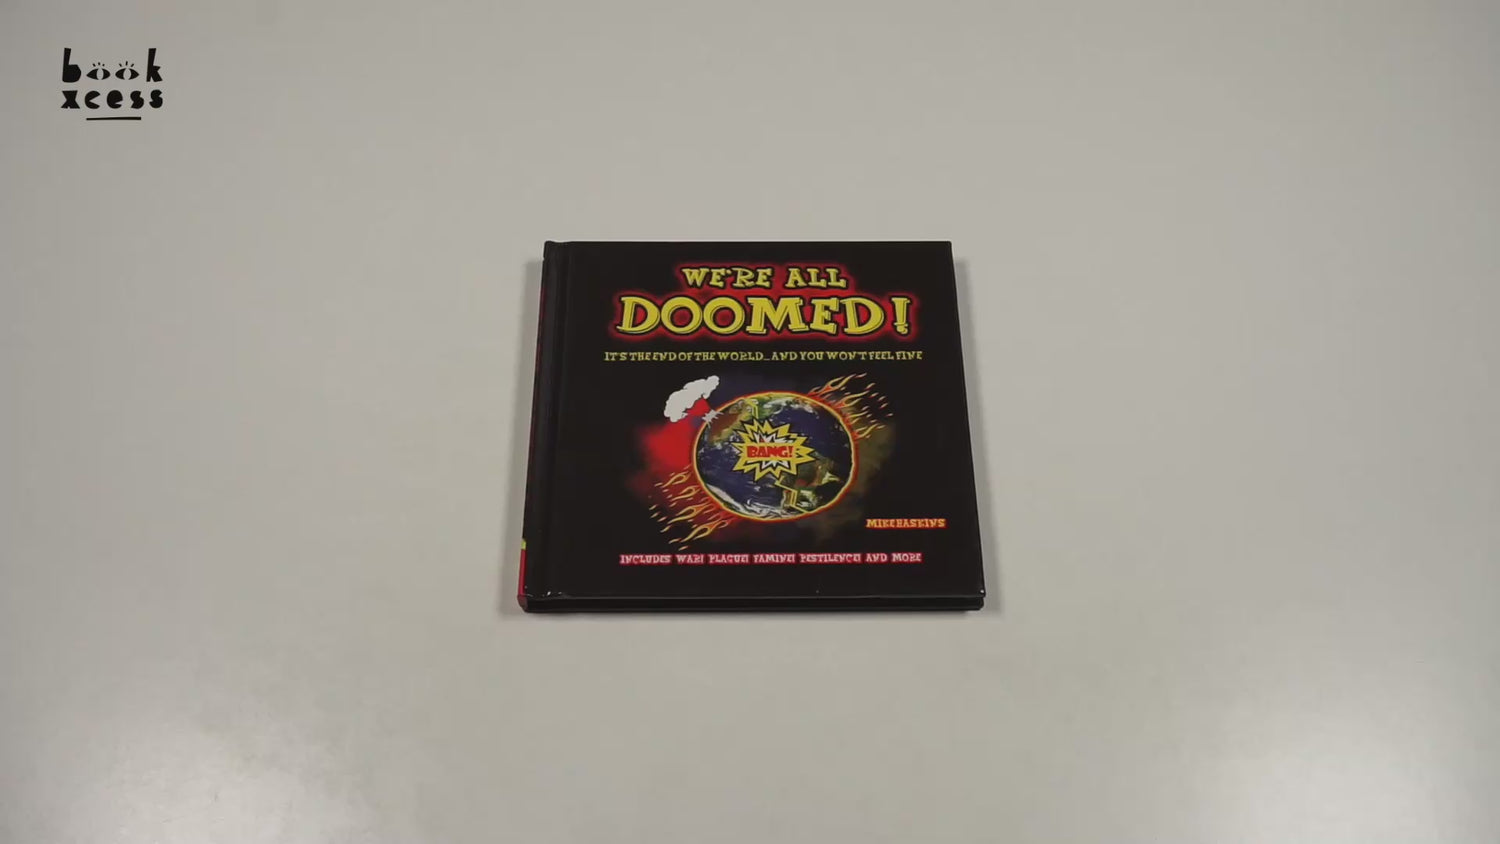 book
xcess
WE'RE ALL
DOOMED!
IT'S THE END OF THE WORLD... AND YOU WON'T FEEL FINE
BANG!
MIKE HASKINS
INCLUDES WAR! PLAGUE! FAMINE! PESTILENCE! AND MORE